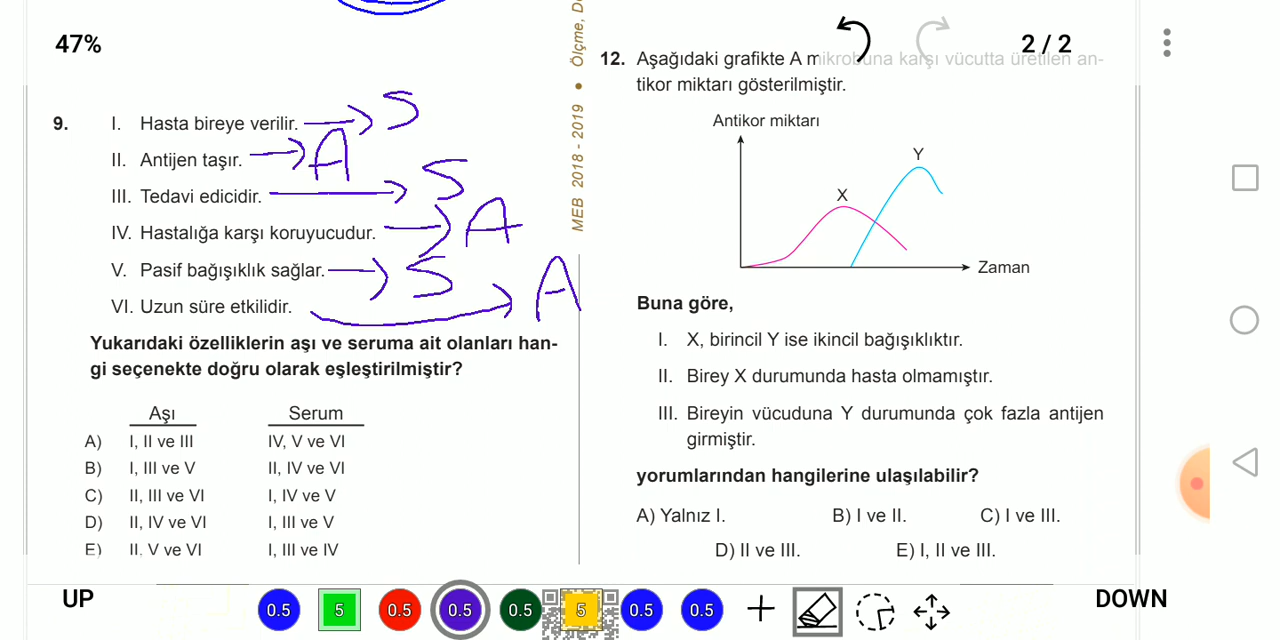 47%
2 / 2
MEB 2018 - 2019 ● Ölçme, De
9. I. Hasta bireye verilir. S
II. Antijen taşır. A
III. Tedavi edicidir. S
IV. Hastalığa karşı koruyucudur. A
V. Pasif bağışıklık sağlar. S
VI. Uzun süre etkilidir. A
Yukarıdaki özelliklerin aşı ve seruma ait olanları han-
gi seçenekte doğru olarak eşleştirilmiştir?
Aşı Serum
A) I, II ve III IV, V ve VI
B) I, III ve V II, IV ve VI
C) II, III ve VI I, IV ve V
D) II, IV ve VI I, III ve V
E) II, V ve VI I, III ve IV
12. Aşağıdaki grafikte A mikrobuna karşı vücutta üretilen an-
tikor miktarı gösterilmiştir.
Antikor miktarı
Y
X
Zaman
Buna göre,
I. X, birincil Y ise ikincil bağışıklıktır.
II. Birey X durumunda hasta olmamıştır.
III. Bireyin vücuduna Y durumunda çok fazla antijen
girmiştir.
yorumlarından hangilerine ulaşılabilir?
A) Yalnız I. B) I ve II. C) I ve III.
D) II ve III. E) I, II ve III.
UP
0.5 5 0.5 0.5 0.5 5 0.5 0.5
DOWN